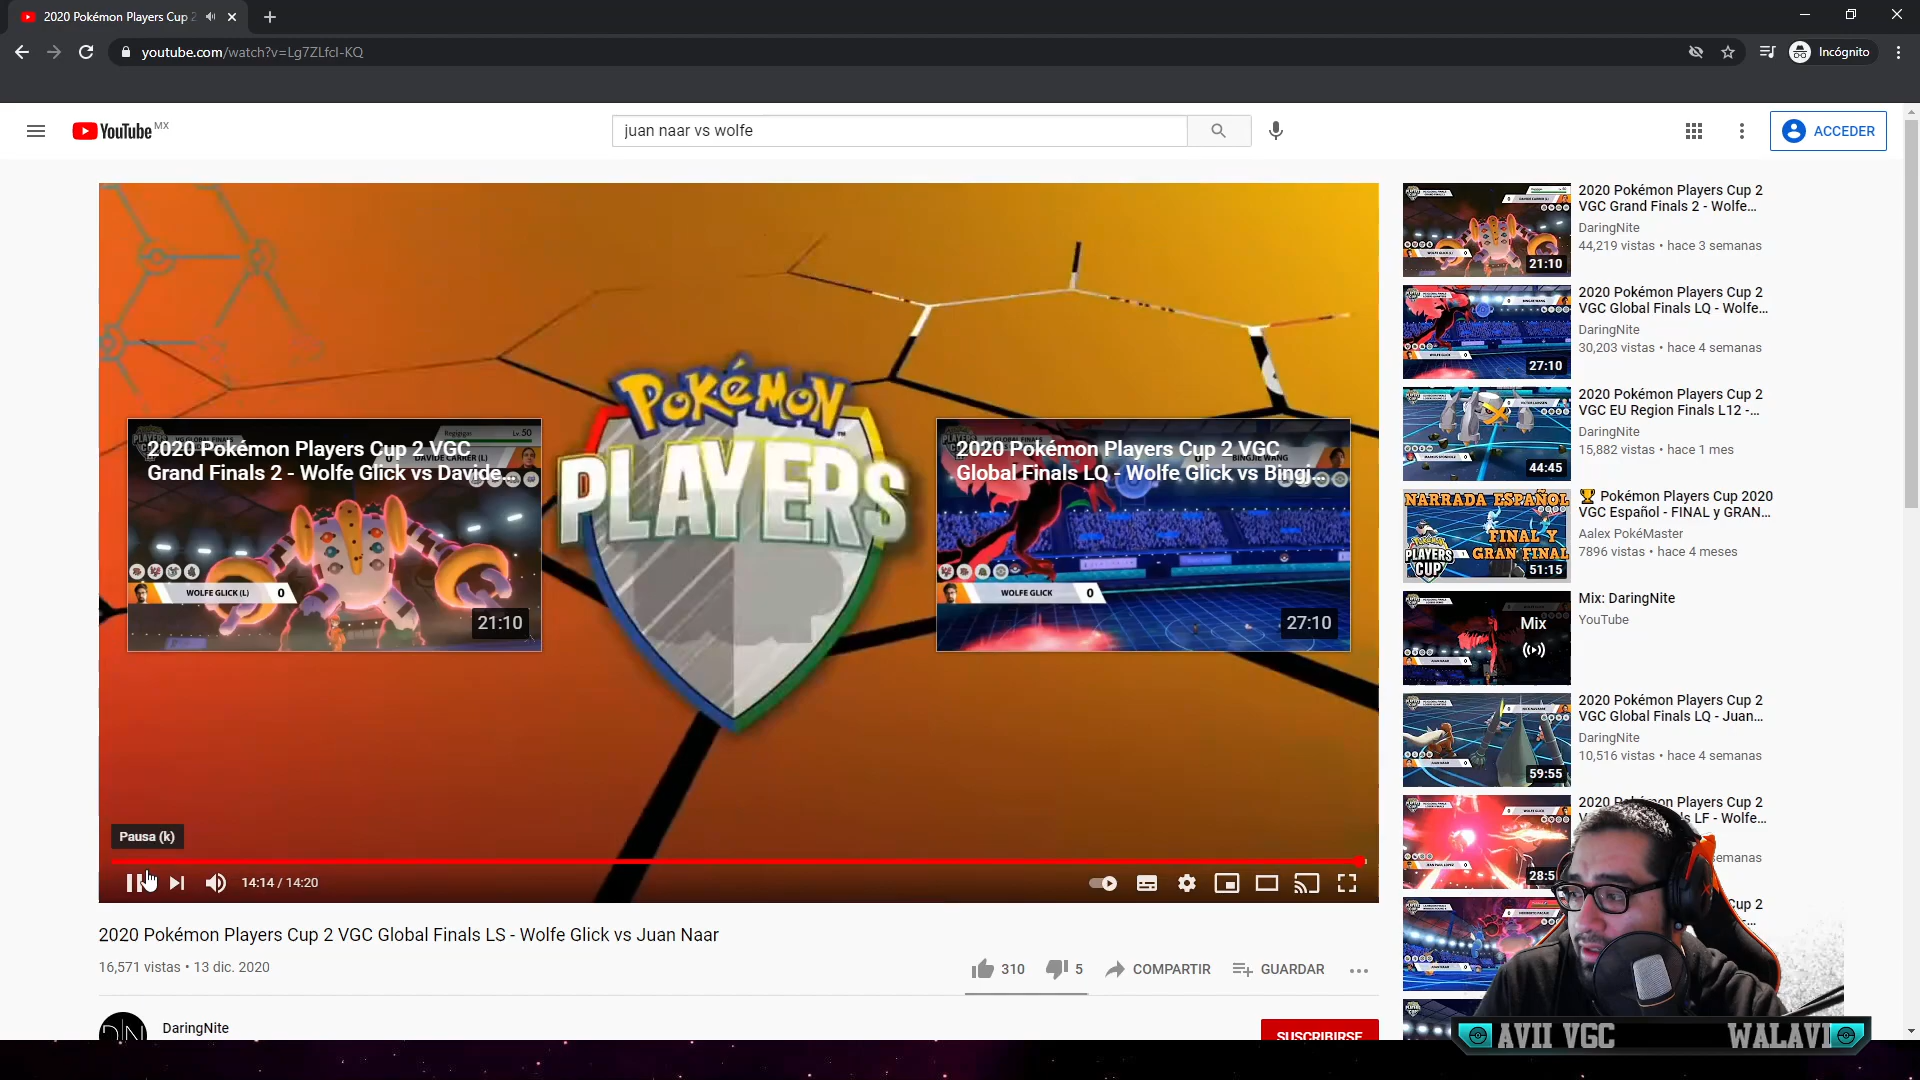 2020 Pokémon Players Cup 2
youtube.com/watch?v=Lg7ZLfcI-KQ
Incógnito
YouTube MX
juan naar vs wolfe
ACCEDER
2020 Pokémon Players Cup 2 VGC
Grand Finals 2 - Wolfe Glick vs Davide...
WOLFE GLICK (L) 0
21:10
POKéMON
PLAYERS
2020 Pokémon Players Cup 2 VGC
Global Finals LQ - Wolfe Glick vs Bingj...
WOLFE GLICK 0
27:10
Pausa (k)
14:14 / 14:20
2020 Pokémon Players Cup 2 VGC Global Finals LS - Wolfe Glick vs Juan Naar
16,571 vistas • 13 dic. 2020
310
5
COMPARTIR
GUARDAR
DaringNite
SUSCRIBIRSE
2020 Pokémon Players Cup 2
VGC Grand Finals 2 - Wolfe...
DaringNite
44,219 vistas • hace 3 semanas
21:10
2020 Pokémon Players Cup 2
VGC Global Finals LQ - Wolfe...
DaringNite
30,203 vistas • hace 4 semanas
27:10
2020 Pokémon Players Cup 2
VGC EU Region Finals L12 -...
DaringNite
15,882 vistas • hace 1 mes
44:45
NARRADA ESPAÑOL
FINAL Y
GRAN FINAL
PLAYERS
CUP
51:15
🏆 Pokémon Players Cup 2020
VGC Español - FINAL y GRAN...
Aalex PokéMaster
7896 vistas • hace 4 meses
Mix
Mix: DaringNite
YouTube
2020 Pokémon Players Cup 2
VGC Global Finals LQ - Juan...
DaringNite
10,516 vistas • hace 4 semanas
59:55
2020 Pokémon Players Cup 2
LF - Wolfe...
semanas
28:5
Cup 2
AVII VGC
WALAVI